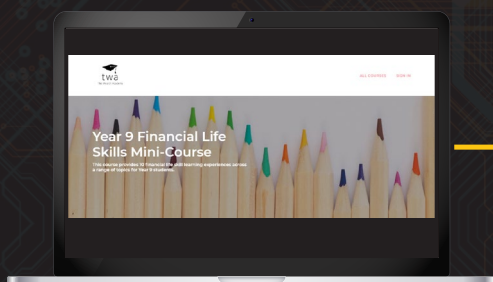 twa
ALL COURSES SIGN IN
Year 9 Financial Life
Skills Mini-Course
This course provides 10 financial life skill learning experiences across
a range of topics for Year 9 students.